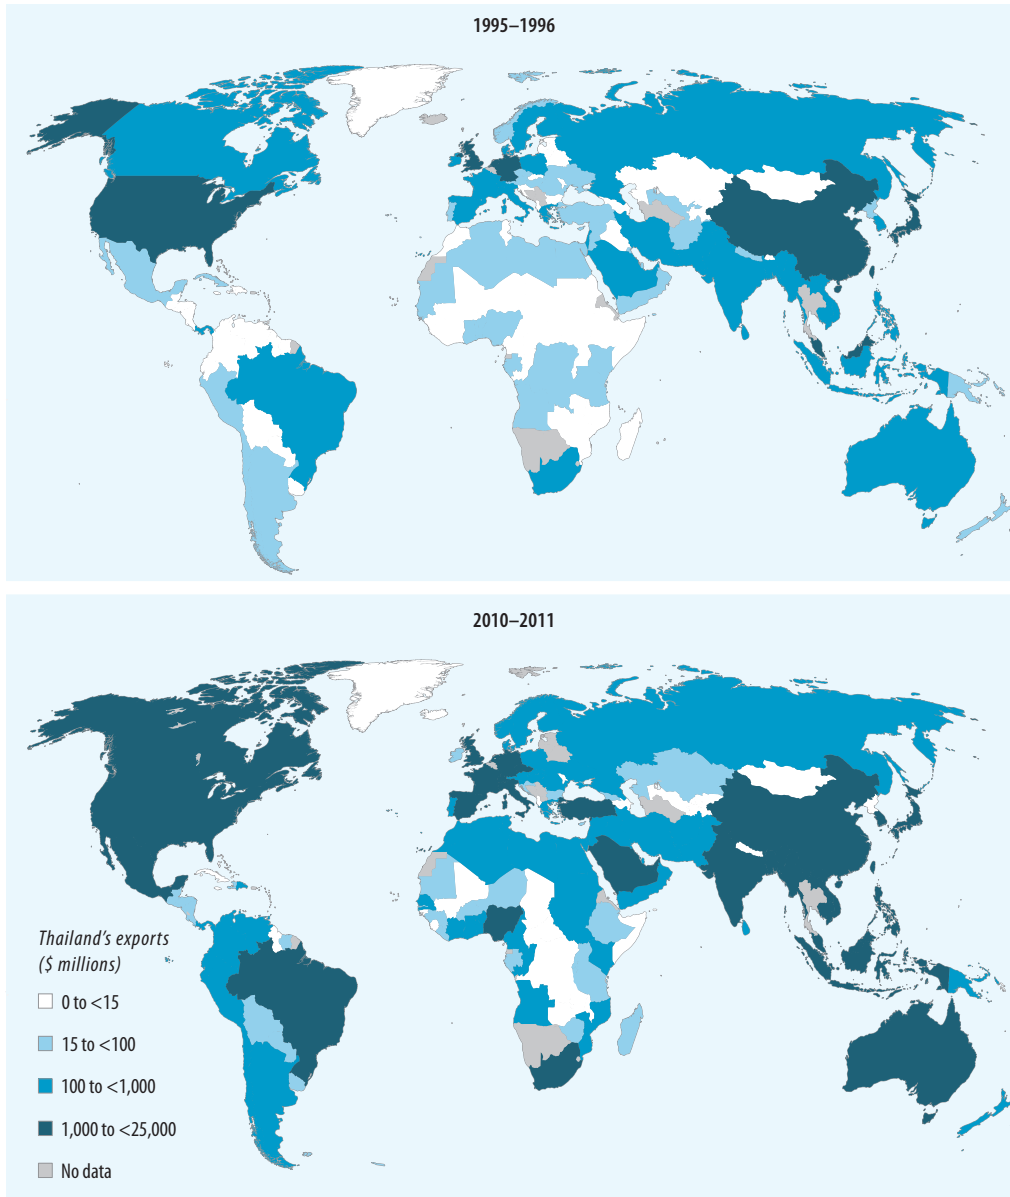 1995–1996
2010–2011
Thailand's exports
($ millions)
0 to <15
15 to <100
100 to <1,000
1,000 to <25,000
No data